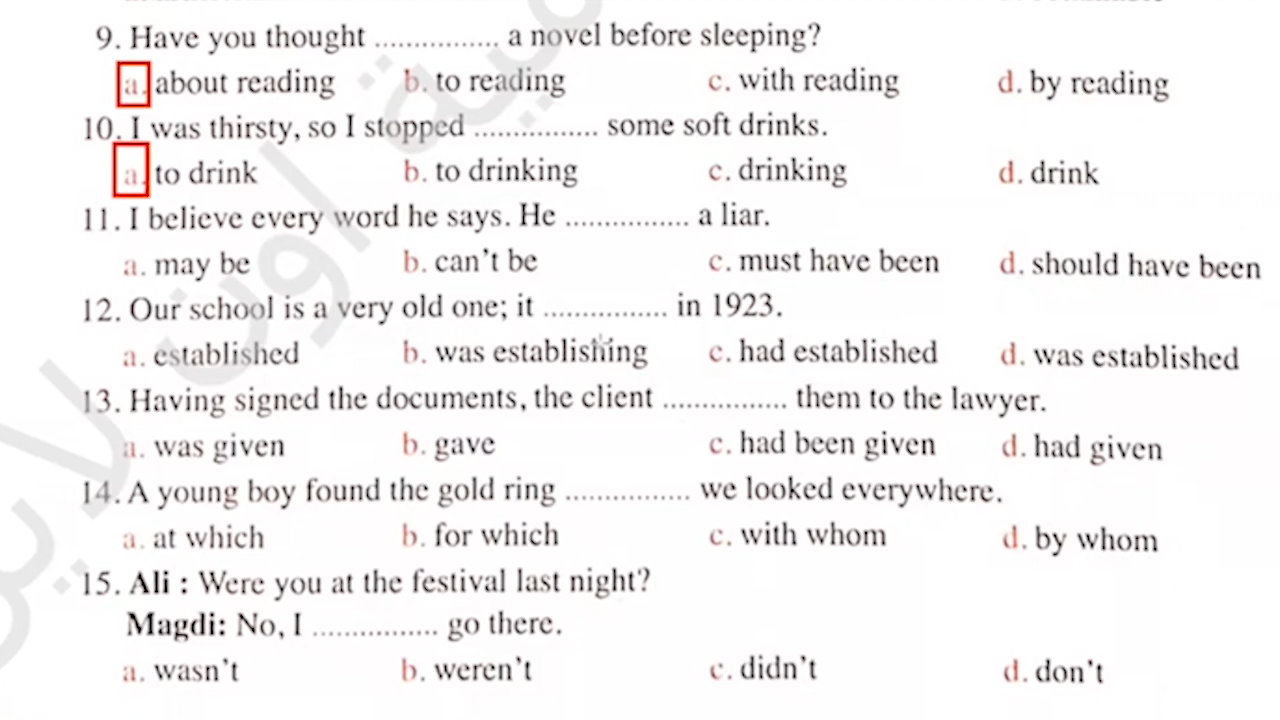 9. Have you thought ................ a novel before sleeping?
a. about reading b. to reading c. with reading d. by reading
10. I was thirsty, so I stopped ................ some soft drinks.
a. to drink b. to drinking c. drinking d. drink
11. I believe every word he says. He ................ a liar.
a. may be b. can't be c. must have been d. should have been
12. Our school is a very old one; it ................ in 1923.
a. established b. was establishing c. had established d. was established
13. Having signed the documents, the client ................ them to the lawyer.
a. was given b. gave c. had been given d. had given
14. A young boy found the gold ring ................ we looked everywhere.
a. at which b. for which c. with whom d. by whom
15. Ali : Were you at the festival last night?
Magdi: No, I ................ go there.
a. wasn't b. weren't c. didn't d. don't